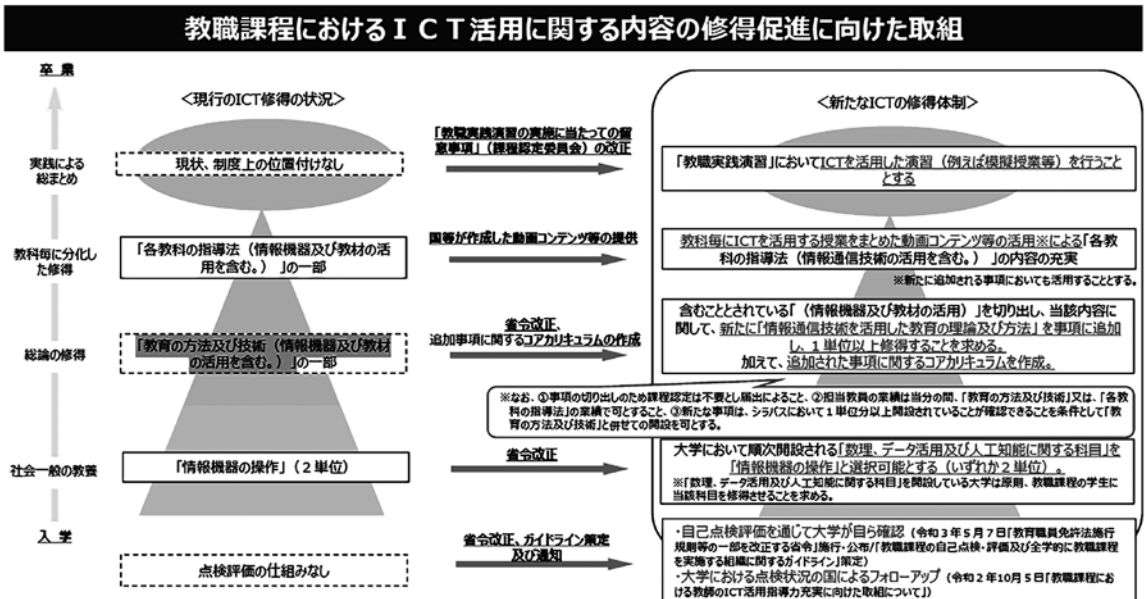 教職課程におけるＩＣＴ活用に関する内容の修得促進に向けた取組
卒 業
＜現行のICT修得の状況＞
＜新たなICTの修得体制＞
実践による
総まとめ
現状、制度上の位置付けなし
「教職実践演習の実施に当たっての留
意事項」（課程認定委員会）の改正
「教職実践演習」においてICTを活用した演習（例えば模擬授業等）を行うこと
とする
教科毎に分化し
た修得
「各教科の指導法（情報機器及び教材の活
用を含む。）」の一部
国等が作成した動画コンテンツ等の提供
教科毎にICTを活用する授業をまとめた動画コンテンツ等の活用※による「各教
科の指導法（情報通信技術の活用を含む。）」の内容の充実
※新たに追加される事項においても活用することとする。
総論の修得
「教育の方法及び技術（情報機器及び教材
の活用を含む。）」の一部
省令改正、
追加事項に関するコアカリキュラムの作成
含むこととされている「（情報機器及び教材の活用）」を切出し、当該内容に
関して、新たに「情報通信技術を活用した教育の理論及び方法」を事項に追加
し、１単位以上修得することを求める。
加えて、追加された事項に関するコアカリキュラムを作成。
※なお、①事項の切り出しのため課程認定は不要とし届出によること、②担当教員の業績は当分の間、「教育の方法及び技術」又は、「各教
科の指導法」の業績で可とすること、③新たな事項は、シラバスにおいて１単位分以上開設されていることが確認できることを条件として「教
育の方法及び技術」と併せての開設を可とする。
社会一般の教養
「情報機器の操作」（２単位）
省令改正
大学において順次開設される「数理、データ活用及び人工知能に関する科目」を
「情報機器の操作」と選択可能とする（いずれか２単位）。
※「数理、データ活用及び人工知能に関する科目」を開設している大学は原則、教職課程の学生に
当該科目を修得させることを求める。
入 学
点検評価の仕組みなし
省令改正、ガイドライン策定
及び通知
・自己点検評価を通じて大学が自ら確認（令和３年５月７日「教育職員免許法施行
規則等の一部を改正する省令」施行・公布/「教職課程の自己点検・評価及び全学的に教職課程
を実施する組織に関するガイドライン」策定）
・大学における点検状況の国によるフォローアップ（令和２年10月５日「教職課程にお
ける教師のICT活用指導力充実に向けた取組について」）